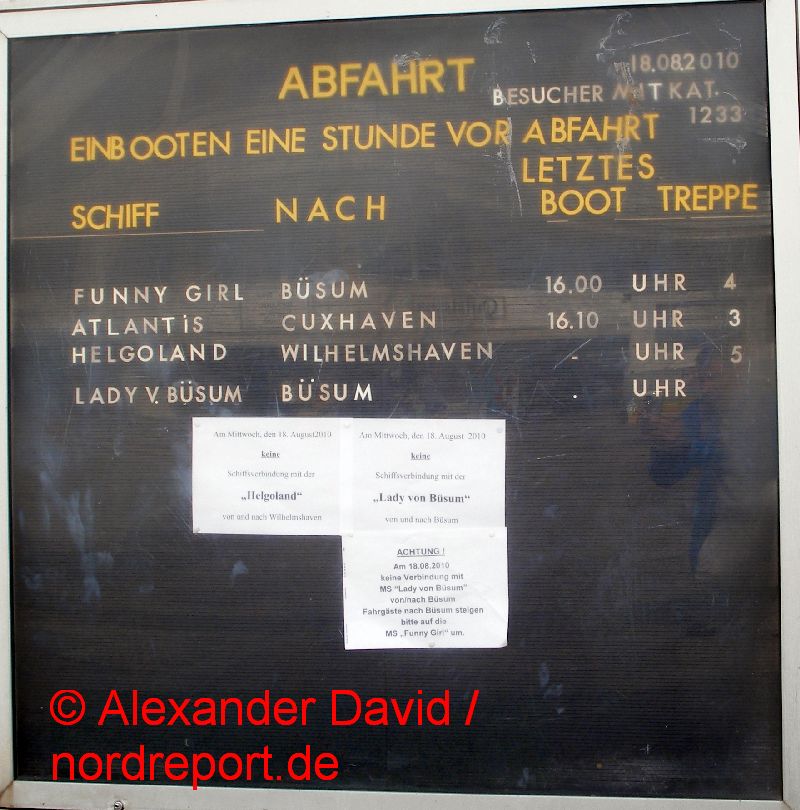 ABFAHRT
18.08.2010
BESUCHER MIT KAT.
1233
EINBOOTEN EINE STUNDE VOR ABFAHRT
LETZTES
SCHIFF NACH BOOT TREPPE
FUNNY GIRL BÜSUM 16.00 UHR 4
ATLANTiS CUXHAVEN 16.10 UHR 3
HELGOLAND WILHELMSHAVEN - UHR 5
LADY V. BÜSUM BÜSUM . UHR
Am Mittwoch, den 18. August2010
keine
Schiffsverbindung mit der
„Helgoland“
von und nach Wilhelmshaven
Am Mittwoch, den 18. August 2010
keine
Schiffsverbindung mit der
„Lady von Büsum“
von und nach Büsum
ACHTUNG !
Am 18.08.2010
keine Verbindung mit
MS "Lady von Büsum"
von/nach Büsum
Fahrgäste nach Büsum steigen
bitte auf die
MS „Funny Girl“ um.
© Alexander David /
nordreport.de